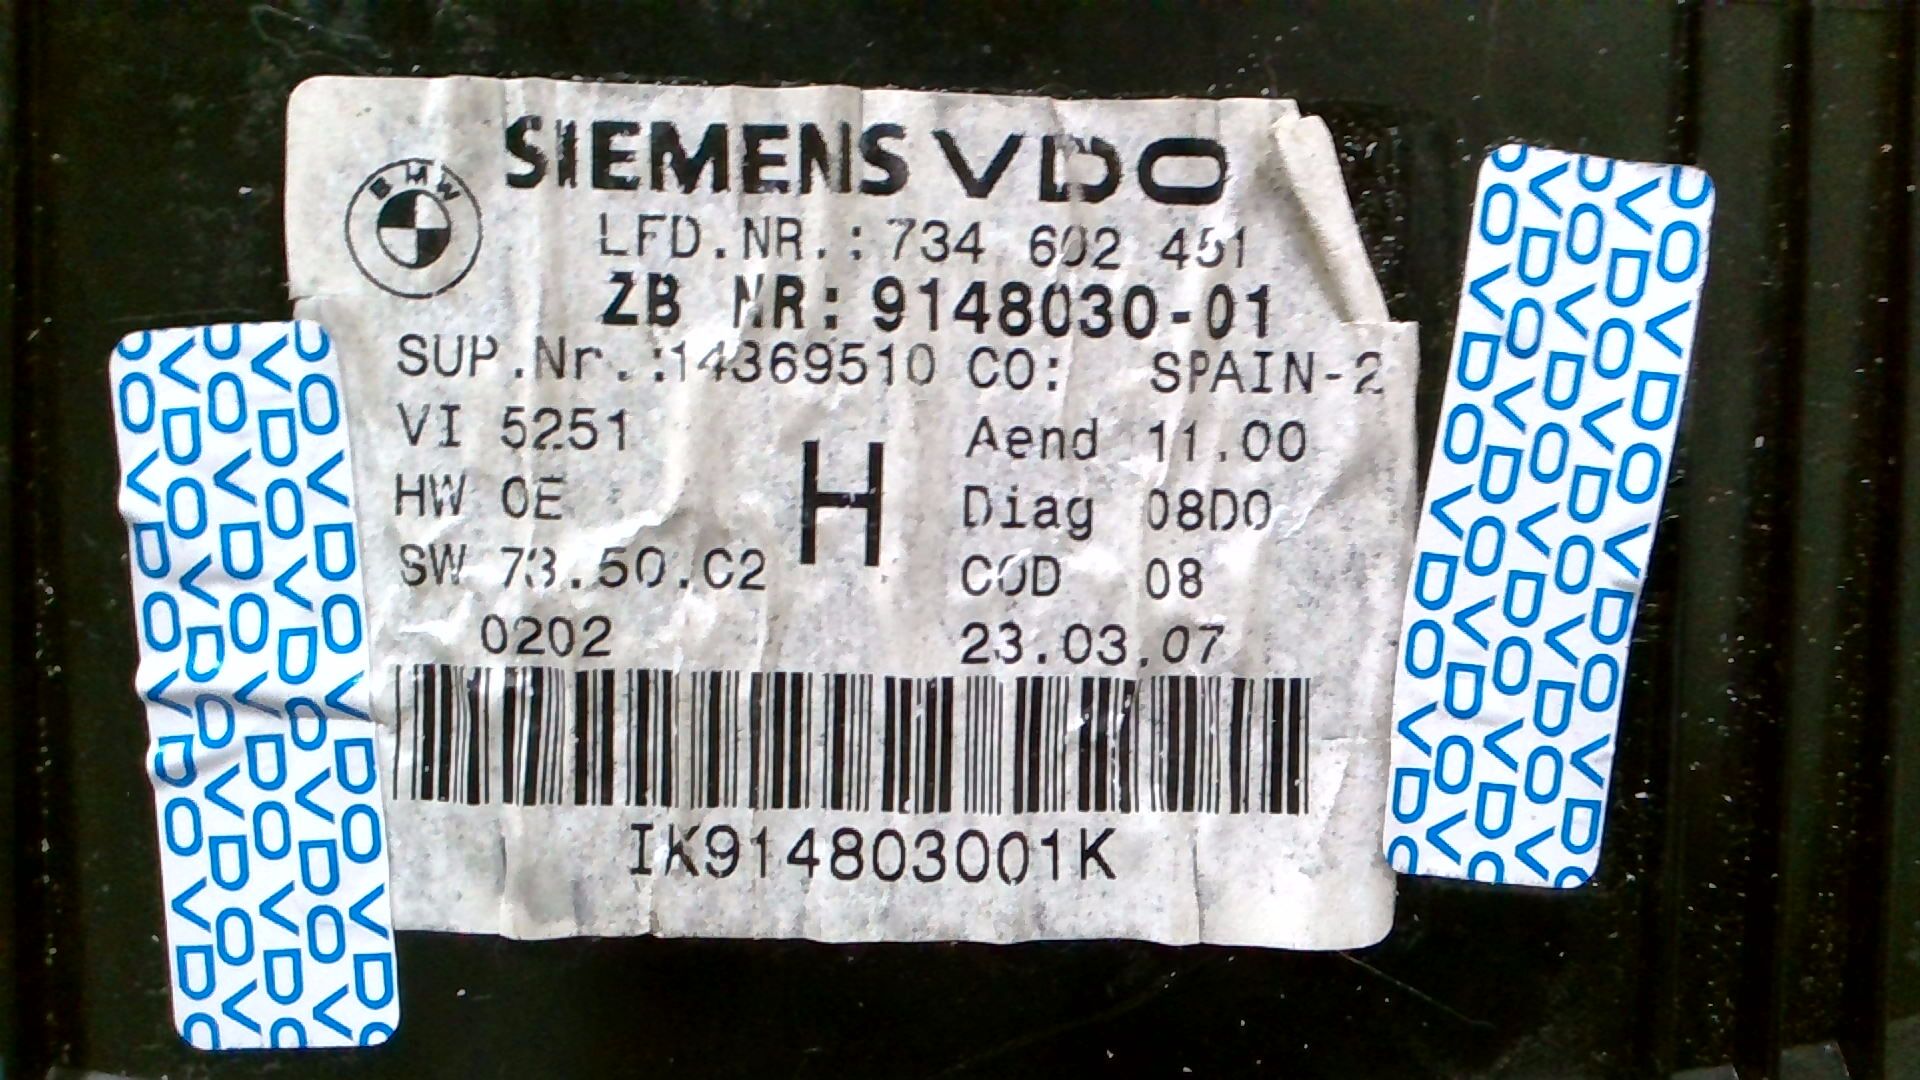 BMW
SIEMENS VDO
LFD.NR.: 734 602 451
ZB NR: 9148030-01
SUP.Nr.:14369510 CO: SPAIN-2
VI 5251
Aend 11.00
H
HW 0E
Diag 08D0
SW 73.50.C2
COD 08
0202
23.03.07
IK914803001K
VDO
VDO